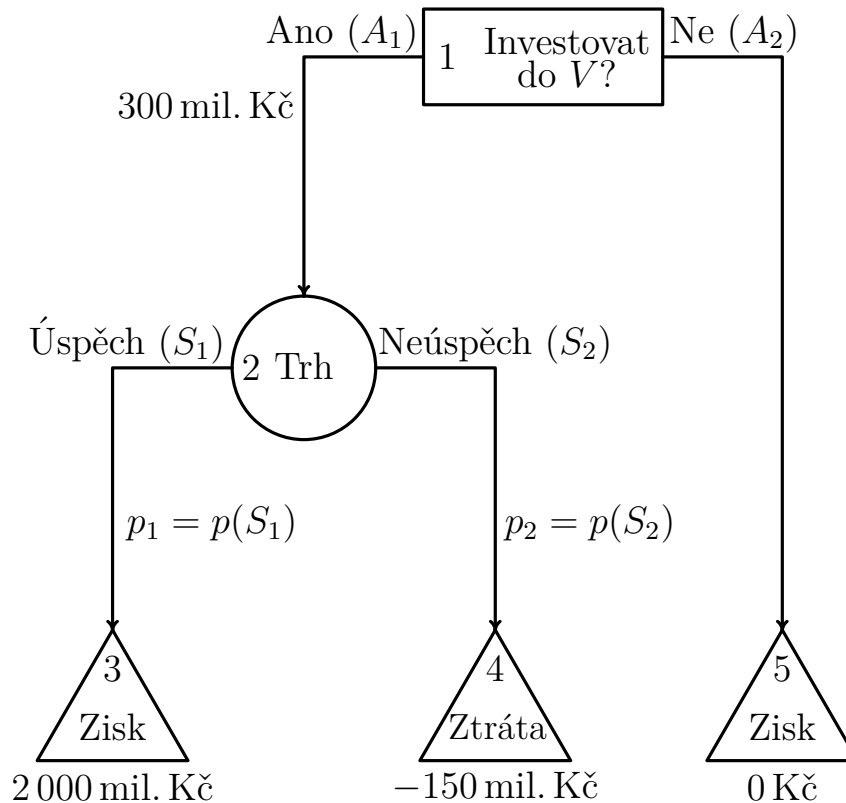 Ano (A₁)
1 Investovat
do V?
Ne (A₂)
300 mil. Kč
Úspěch (S₁)
2 Trh
Neúspěch (S₂)
p₁ = p(S₁)
p₂ = p(S₂)
3
Zisk
2 000 mil. Kč
4
Ztráta
−150 mil. Kč
5
Zisk
0 Kč